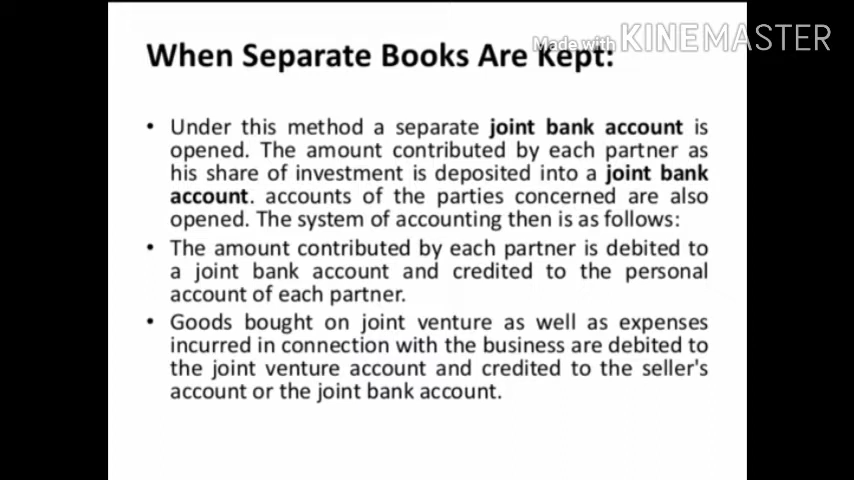 Made with KINEMASTER
When Separate Books Are Kept:
• Under this method a separate joint bank account is
opened. The amount contributed by each partner as
his share of investment is deposited into a joint bank
account. accounts of the parties concerned are also
opened. The system of accounting then is as follows:
• The amount contributed by each partner is debited to
a joint bank account and credited to the personal
account of each partner.
• Goods bought on joint venture as well as expenses
incurred in connection with the business are debited to
the joint venture account and credited to the seller's
account or the joint bank account.